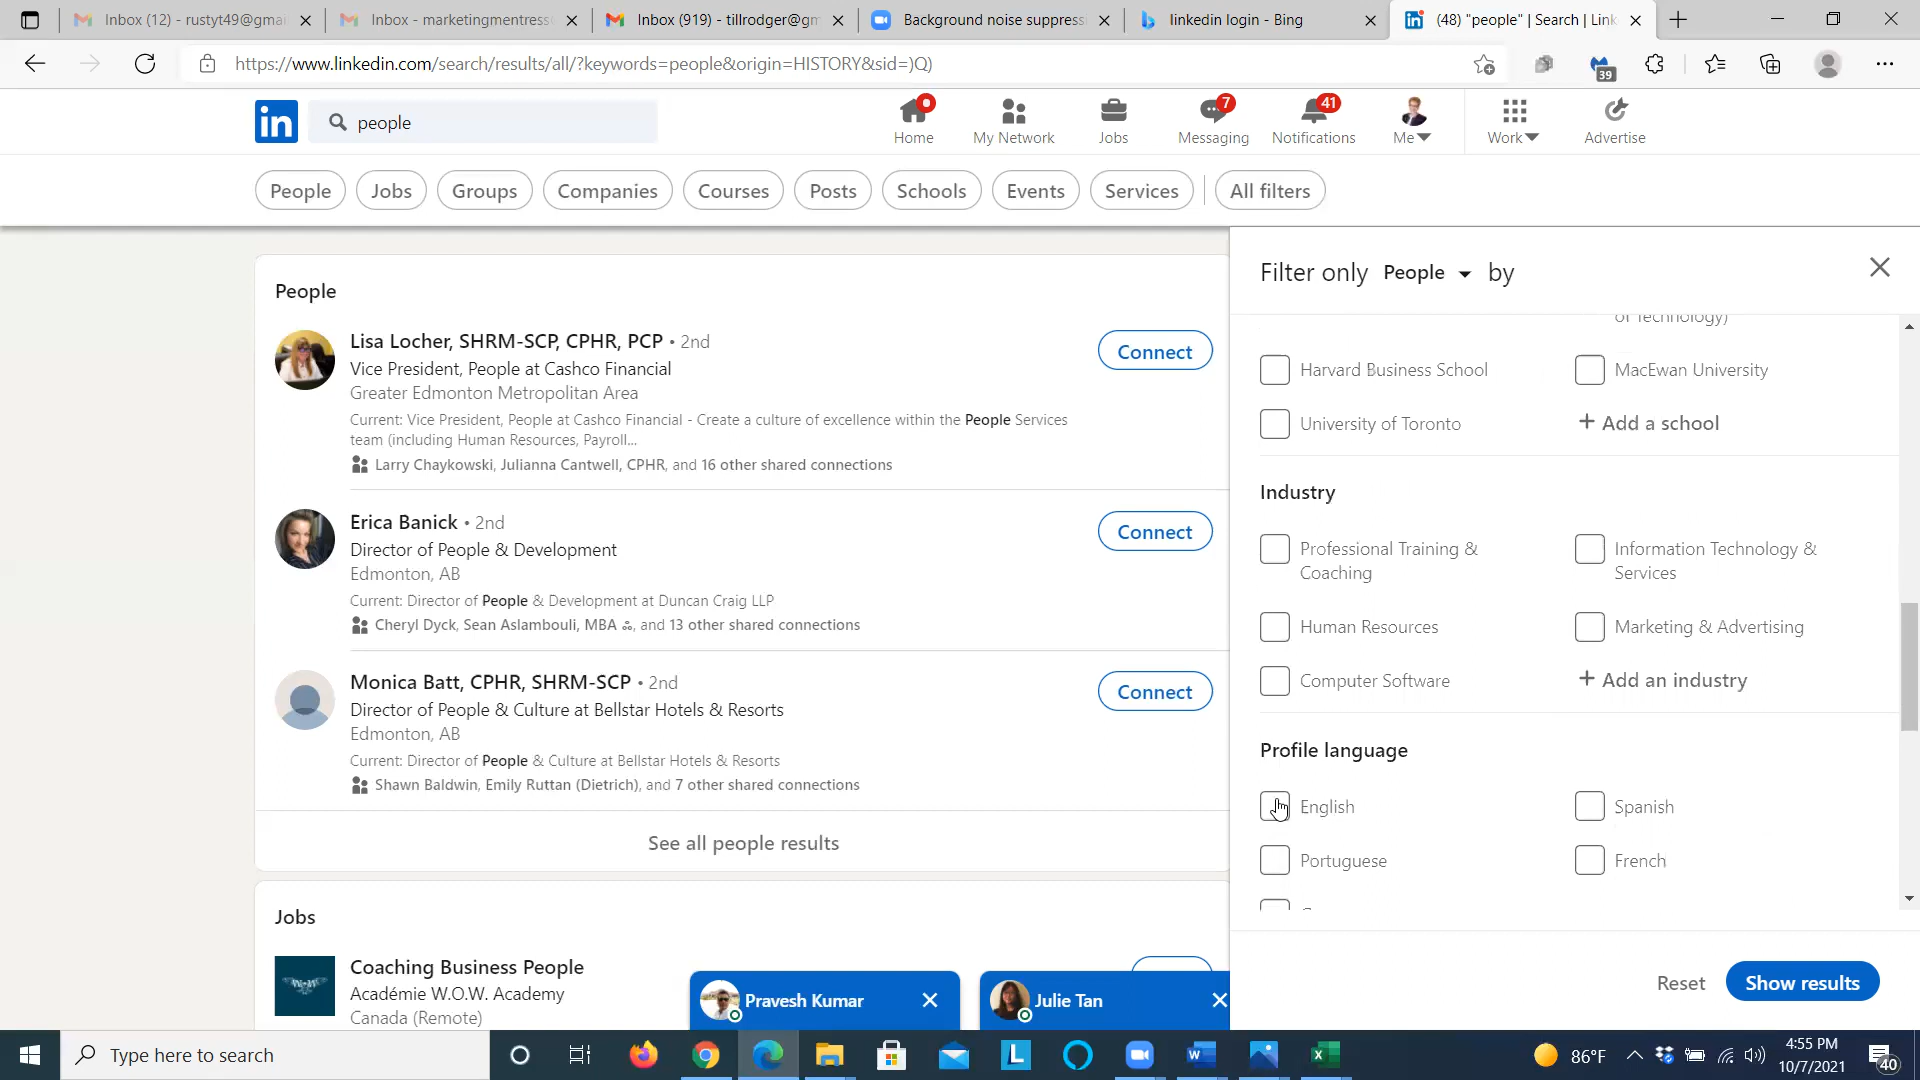 Inbox (12) - rustyt49@gmai
Inbox - marketingmentress
Inbox (919) - tillrodger@gm
Background noise suppress
linkedin login - Bing
(48) "people" | Search | Link
https://www.linkedin.com/search/results/all/?keywords=people&origin=HISTORY&sid=)Q)
39
in
people
Home
My Network
Jobs
7
Messaging
41
Notifications
Me
Work
Advertise
People
Jobs
Groups
Companies
Courses
Posts
Schools
Events
Services
All filters
People
Lisa Locher, SHRM-SCP, CPHR, PCP • 2nd
Vice President, People at Cashco Financial
Greater Edmonton Metropolitan Area
Current: Vice President, People at Cashco Financial - Create a culture of excellence within the People Services
team (including Human Resources, Payroll...
Larry Chaykowski, Julianna Cantwell, CPHR, and 16 other shared connections
Connect
Erica Banick • 2nd
Director of People & Development
Edmonton, AB
Current: Director of People & Development at Duncan Craig LLP
Cheryl Dyck, Sean Aslambouli, MBA ஃ, and 13 other shared connections
Connect
Monica Batt, CPHR, SHRM-SCP • 2nd
Director of People & Culture at Bellstar Hotels & Resorts
Edmonton, AB
Current: Director of People & Culture at Bellstar Hotels & Resorts
Shawn Baldwin, Emily Ruttan (Dietrich), and 7 other shared connections
Connect
See all people results
Jobs
Coaching Business People
Académie W.O.W. Academy
Canada (Remote)
Pravesh Kumar
Julie Tan
Filter only People by
of Technology)
Harvard Business School
MacEwan University
University of Toronto
+ Add a school
Industry
Professional Training &
Coaching
Information Technology &
Services
Human Resources
Marketing & Advertising
Computer Software
+ Add an industry
Profile language
English
Spanish
Portuguese
French
Reset
Show results
Type here to search
86°F
4:55 PM
10/7/2021
40